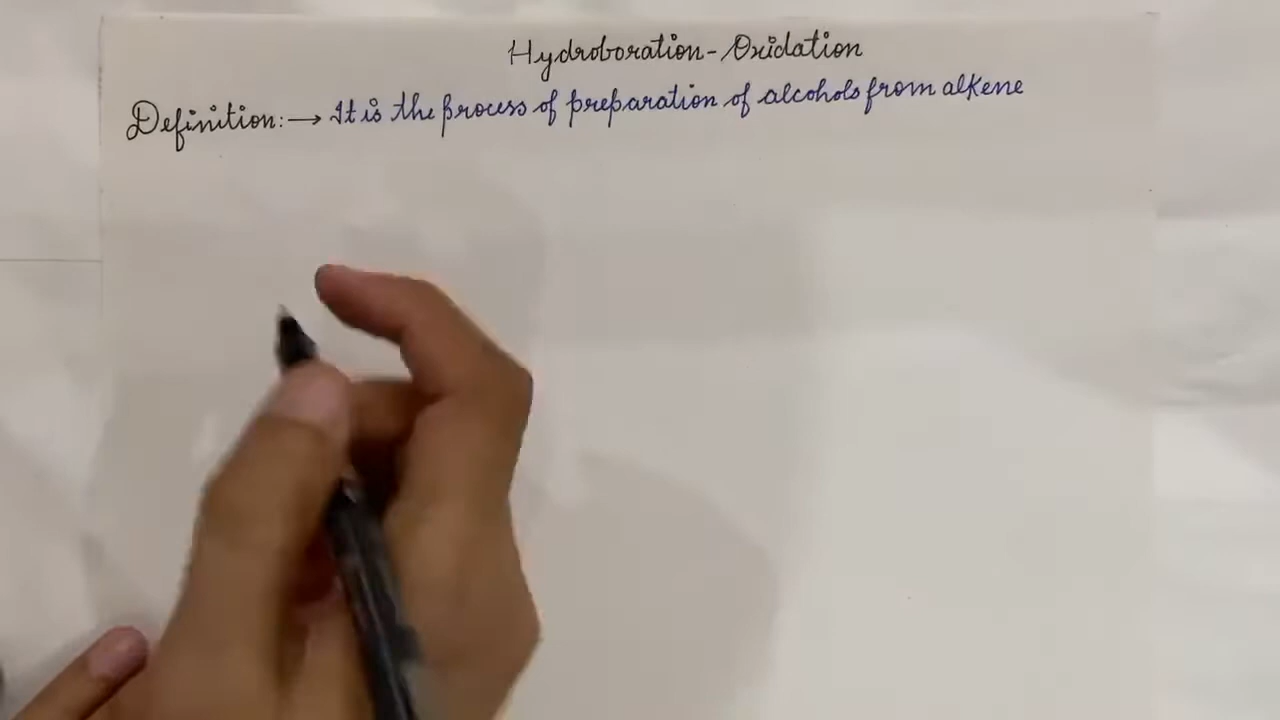 Hydroboration-Oxidation
Definition:→ It is the process of preparation of alcohols from alkene